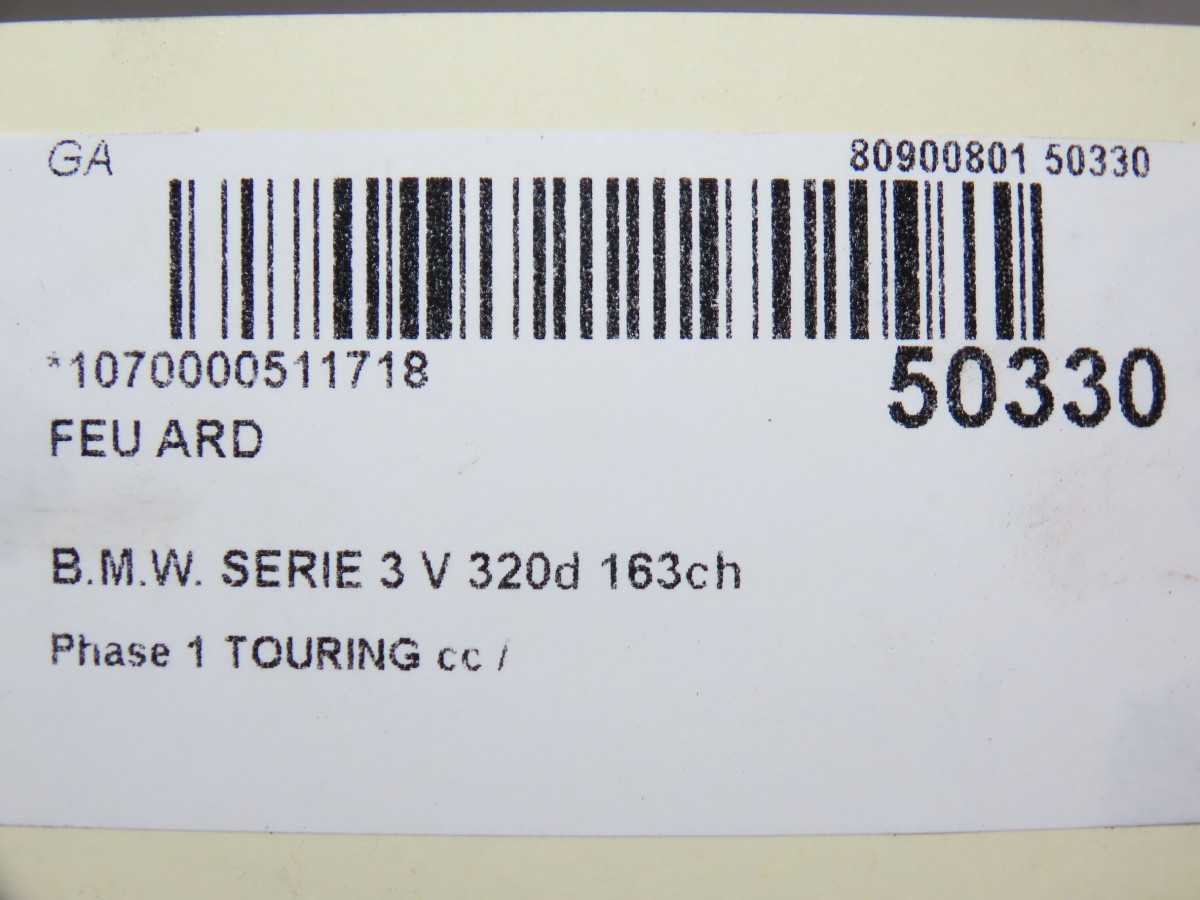 GA
80900801 50330
*1070000511718
50330
FEU ARD
B.M.W. SERIE 3 V 320d 163ch
Phase 1 TOURING cc /